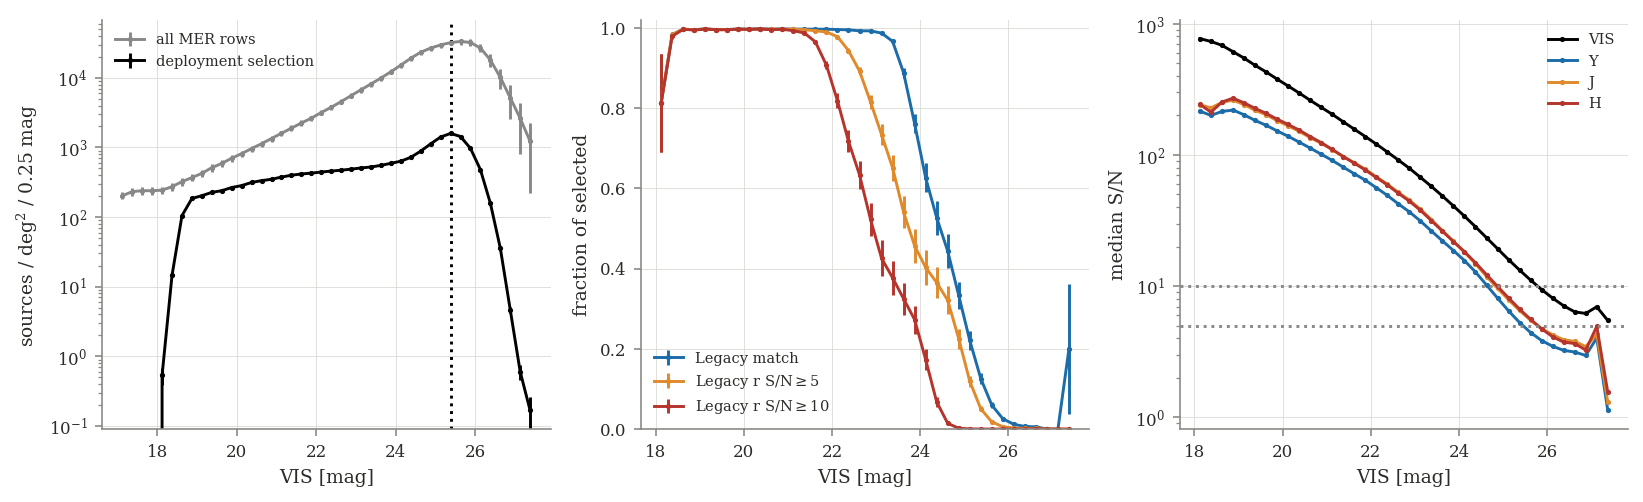 all MER rows
deployment selection
sources / deg² / 0.25 mag
10⁴
10³
10²
10¹
10⁰
10⁻¹
18 20 22 24 26
VIS [mag]
fraction of selected
1.0
0.8
0.6
0.4
0.2
0.0
Legacy match
Legacy r S/N ≥ 5
Legacy r S/N ≥ 10
18 20 22 24 26
VIS [mag]
median S/N
10³
10²
10¹
10⁰
VIS
Y
J
H
18 20 22 24 26
VIS [mag]